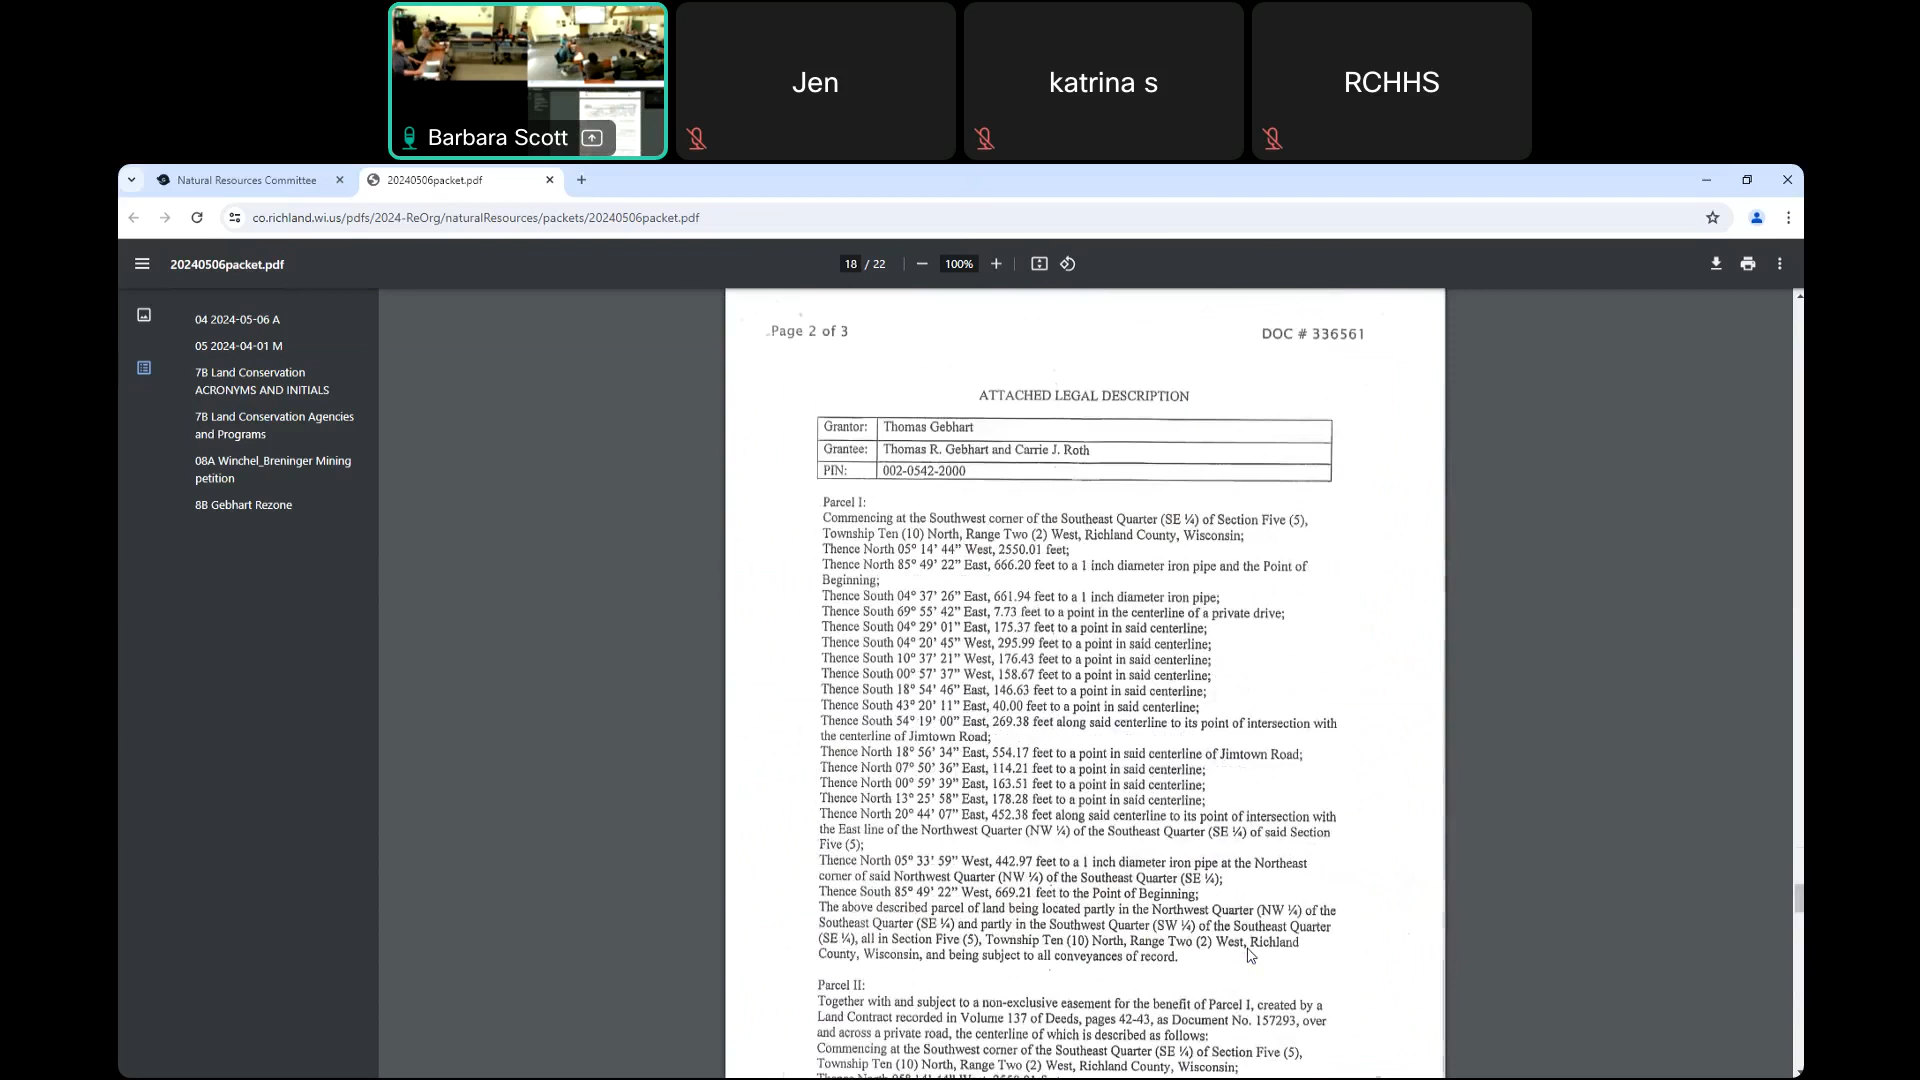 Barbara Scott
Jen
katrina s
RCHHS
Natural Resources Committee
20240506packet.pdf
co.richland.wi.us/pdfs/2024-ReOrg/naturalResources/packets/20240506packet.pdf
20240506packet.pdf
18 / 22
100%
04 2024-05-06 A
05 2024-04-01 M
7B Land Conservation
ACRONYMS AND INITIALS
7B Land Conservation Agencies
and Programs
08A Winchel_Breninger Mining
petition
8B Gebhart Rezone
Page 2 of 3
DOC # 336561
ATTACHED LEGAL DESCRIPTION
Grantor: Thomas Gebhart
Grantee: Thomas R. Gebhart and Carrie J. Roth
PIN: 002-0542-2000
Parcel I:
Commencing at the Southwest corner of the Southeast Quarter (SE ¼) of Section Five (5),
Township Ten (10) North, Range Two (2) West, Richland County, Wisconsin;
Thence North 05° 14' 44” West, 2550.01 feet;
Thence North 85° 49' 22” East, 666.20 feet to a 1 inch diameter iron pipe and the Point of
Beginning;
Thence South 04° 37' 26” East, 661.94 feet to a 1 inch diameter iron pipe;
Thence South 69° 55' 42” East, 7.73 feet to a point in the centerline of a private drive;
Thence South 04° 29' 01” East, 175.37 feet to a point in said centerline;
Thence South 04° 20' 45” West, 295.99 feet to a point in said centerline;
Thence South 10° 37' 21” West, 176.43 feet to a point in said centerline;
Thence South 00° 57' 37” West, 158.67 feet to a point in said centerline;
Thence South 18° 54' 46” East, 146.63 feet to a point in said centerline;
Thence South 43° 20' 11” East, 40.00 feet to a point in said centerline;
Thence South 54° 19' 00” East, 269.38 feet along said centerline to its point of intersection with
the centerline of Jimtown Road;
Thence North 18° 56' 34” East, 554.17 feet to a point in said centerline of Jimtown Road;
Thence North 07° 50' 36” East, 114.21 feet to a point in said centerline;
Thence North 00° 59' 39” East, 163.51 feet to a point in said centerline;
Thence North 13° 25' 58” East, 178.28 feet to a point in said centerline;
Thence North 20° 44' 07” East, 452.38 feet along said centerline to its point of intersection with
the East line of the Northwest Quarter (NW ¼) of the Southeast Quarter (SE ¼) of said Section
Five (5);
Thence North 05° 33' 59” West, 442.97 feet to a 1 inch diameter iron pipe at the Northeast
corner of said Northwest Quarter (NW ¼) of the Southeast Quarter (SE ¼);
Thence South 85° 49' 22” West, 669.21 feet to the Point of Beginning;
The above described parcel of land being located partly in the Northwest Quarter (NW ¼) of the
Southeast Quarter (SE ¼) and partly in the Southwest Quarter (SW ¼) of the Southeast Quarter
(SE ¼), all in Section Five (5), Township Ten (10) North, Range Two (2) West, Richland
County, Wisconsin, and being subject to all conveyances of record.
Parcel II:
Together with and subject to a non-exclusive easement for the benefit of Parcel I, created by a
Land Contract recorded in Volume 137 of Deeds, pages 42-43, as Document No. 157293, over
and across a private road, the centerline of which is described as follows:
Commencing at the Southwest corner of the Southeast Quarter (SE ¼) of Section Five (5),
Township Ten (10) North, Range Two (2) West, Richland County, Wisconsin;